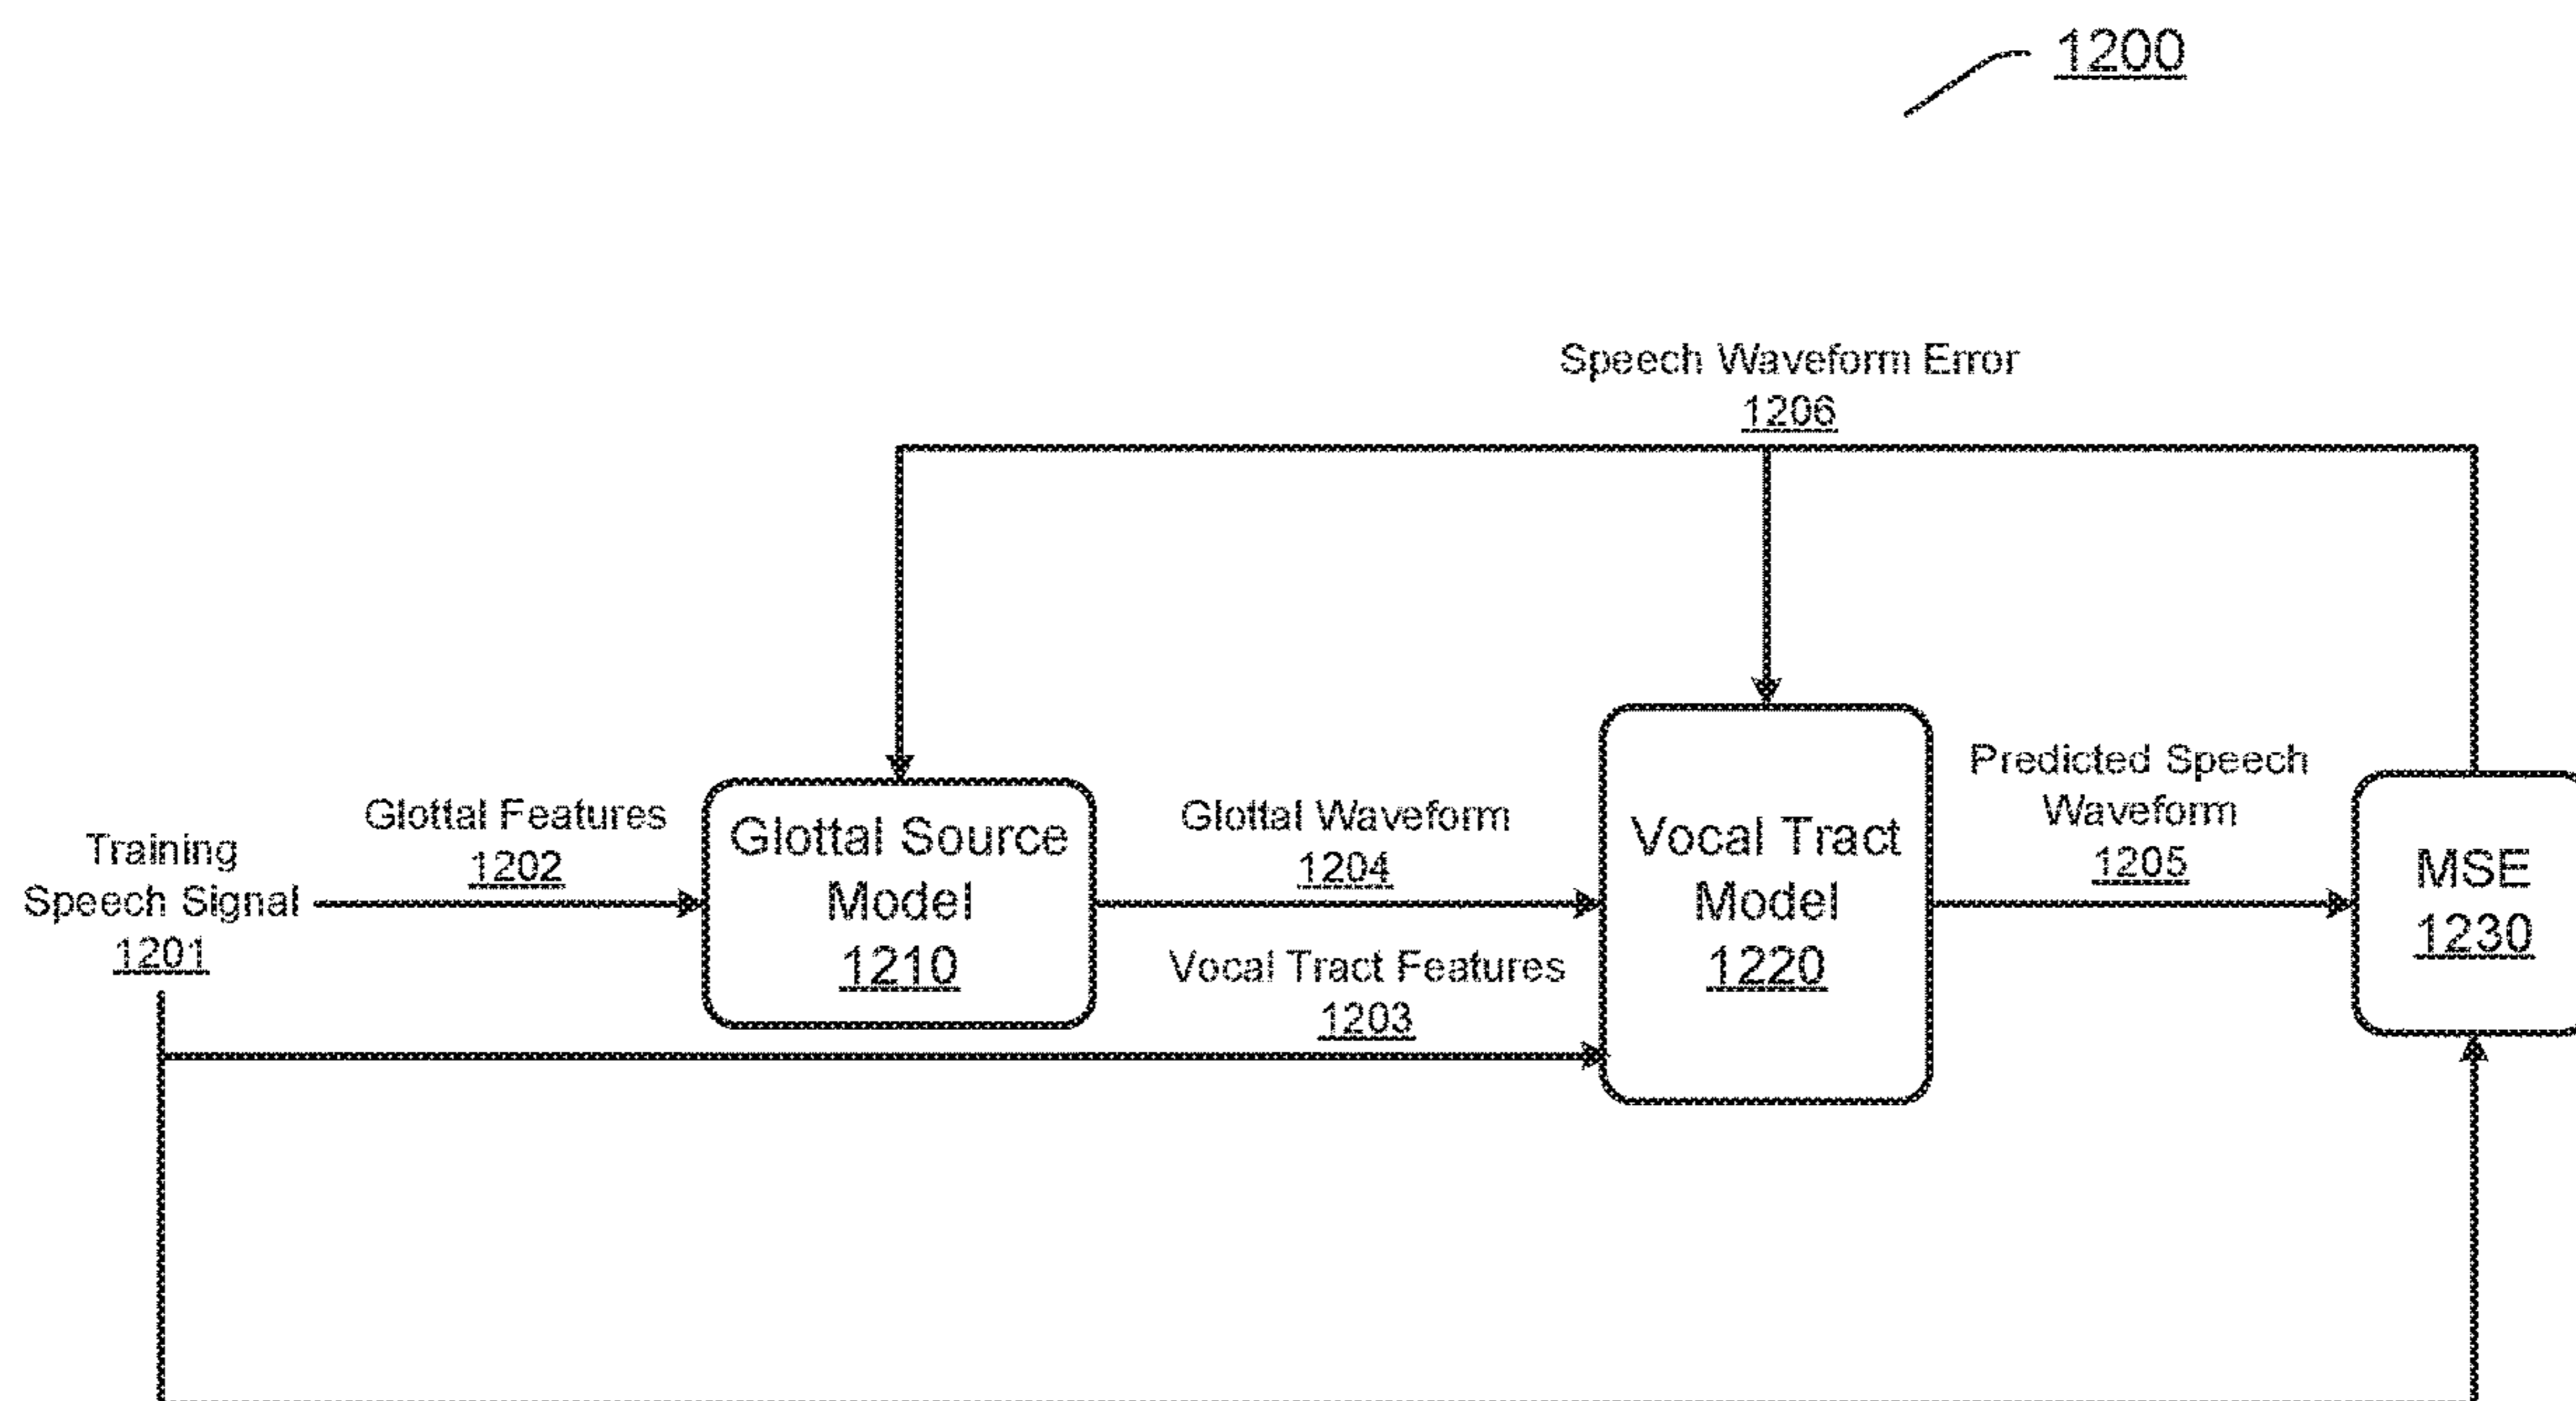 1200
Speech Waveform Error
1206
Training
Speech Signal
1201
Glottal Features
1202
Glottal Source
Model
1210
Glottal Waveform
1204
Vocal Tract Features
1203
Vocal Tract
Model
1220
Predicted Speech
Waveform
1205
MSE
1230